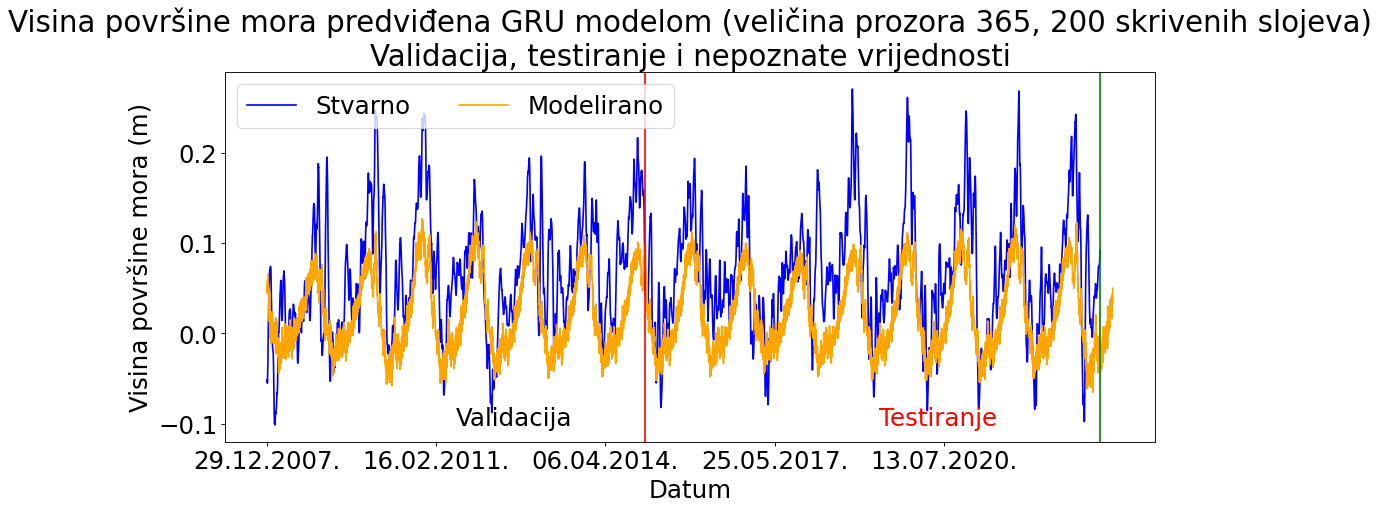 Visina površine mora predviđena GRU modelom (veličina prozora 365, 200 skrivenih slojeva)
Validacija, testiranje i nepoznate vrijednosti
Stvarno Modelirano
Visina površine mora (m)
0.2
0.1
0.0
−0.1
Validacija Testiranje
29.12.2007. 16.02.2011. 06.04.2014. 25.05.2017. 13.07.2020.
Datum